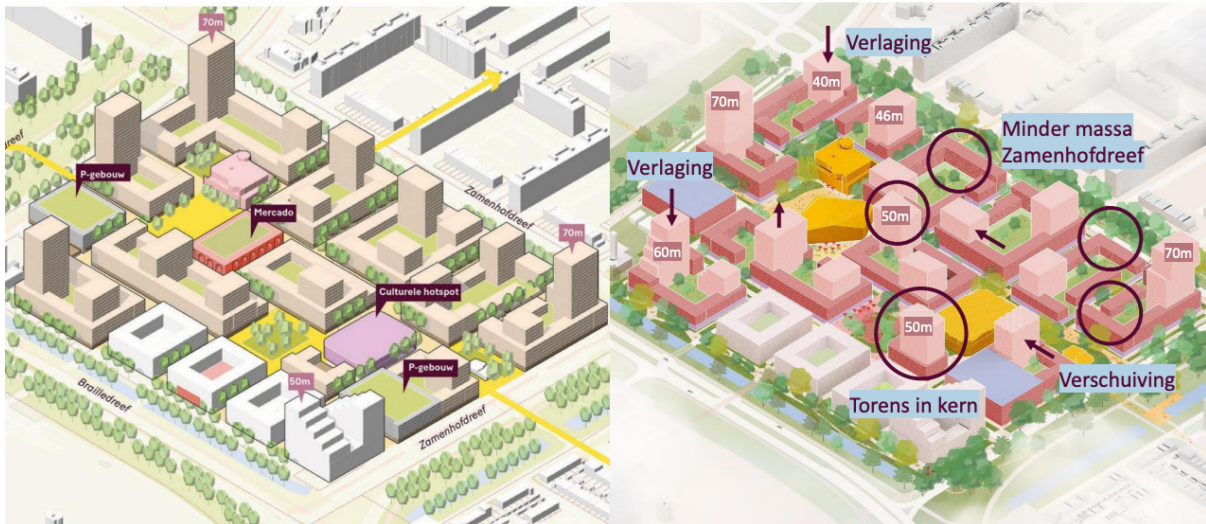 70m
P-gebouw
Mercado
Zamenhofdreef
70m
Culturele hotspot
P-gebouw
50m
Brailledreef
Zamenhofdreef
Verlaging
40m
70m
46m
Minder massa
Zamenhofdreef
Verlaging
50m
60m
70m
50m
Verschuiving
Torens in kern